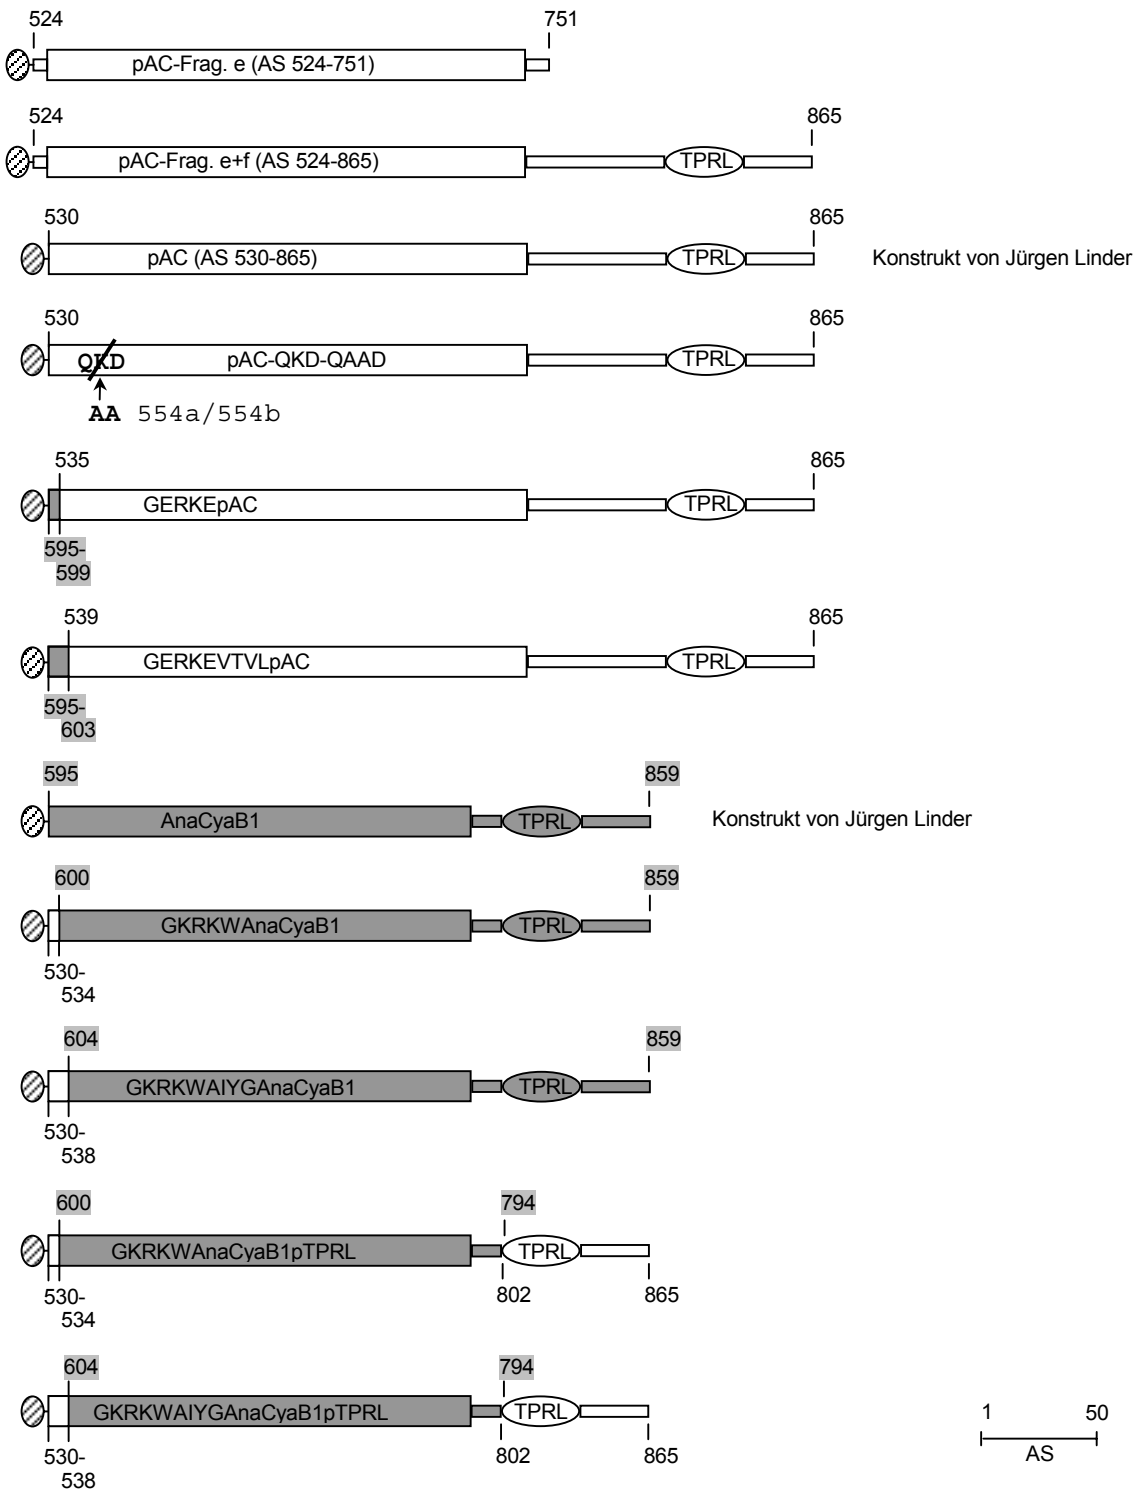 524 751
pAC-Frag. e (AS 524-751)
524 865
pAC-Frag. e+f (AS 524-865) TPRL
530 865
pAC (AS 530-865) TPRL Konstrukt von Jürgen Linder
530 865
QKD pAC-QKD-QAAD TPRL
AA 554a/554b
535 865
GERKEpAC TPRL
595-
599
539 865
GERKEVTVLpAC TPRL
595-
603
595 859
AnaCyaB1 TPRL Konstrukt von Jürgen Linder
600 859
GKRKWAnaCyaB1 TPRL
530-
534
604 859
GKRKWAIYGAnaCyaB1 TPRL
530-
538
600 794
GKRKWAnaCyaB1pTPRL TPRL
530- 802 865
534
604 794
GKRKWAIYGAnaCyaB1pTPRL TPRL 1 50
530- 802 865 AS
538